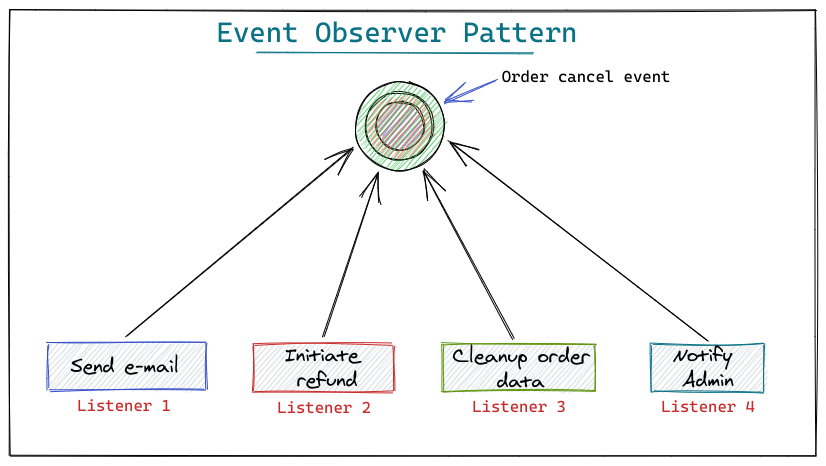 Event Observer Pattern
Order cancel event
Send e-mail
Initiate
refund
Cleanup order
data
Notify
Admin
Listener 1
Listener 2
Listener 3
Listener 4